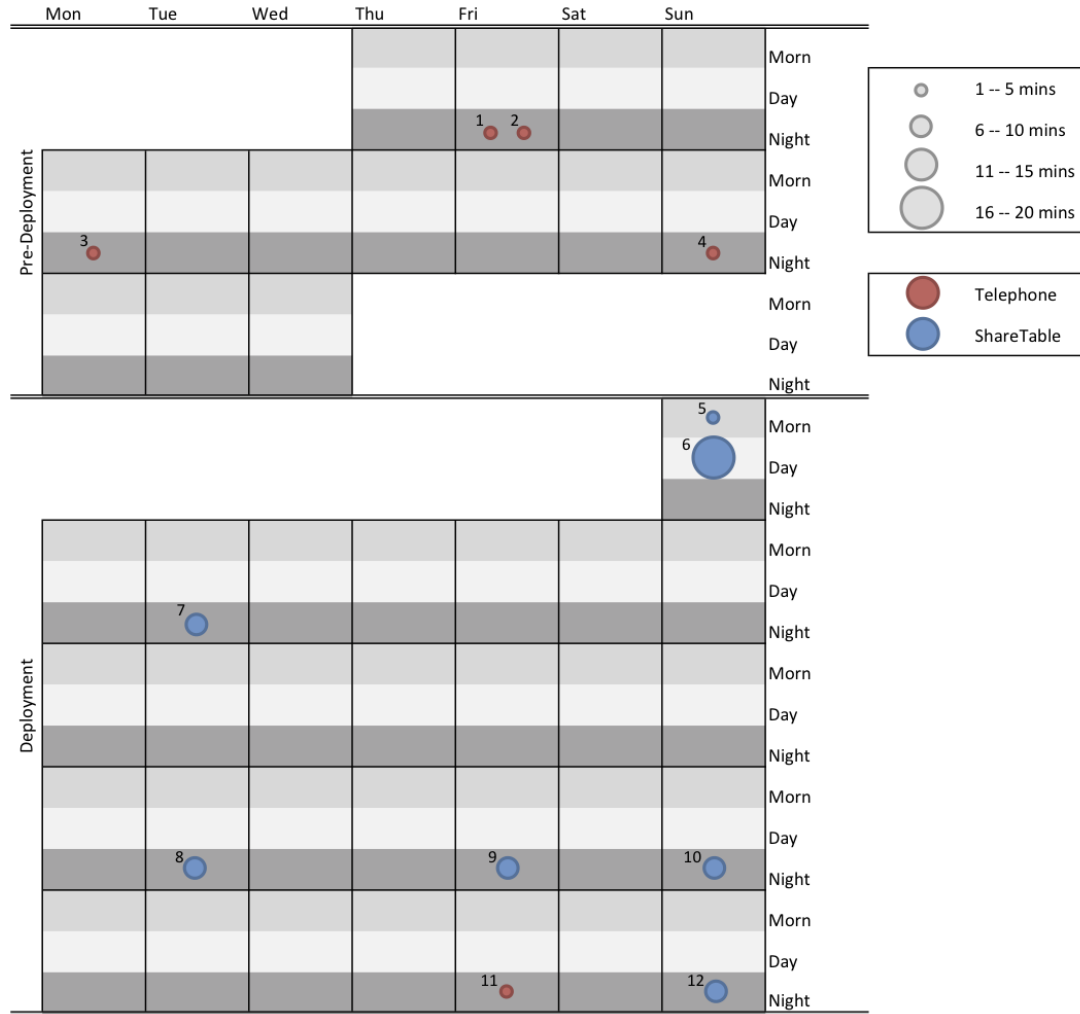 Mon Tue Wed Thu Fri Sat Sun
Morn
Day
1 2 Night
Pre-Deployment
Morn
Day
3 4 Night
Morn
Day
Night
Deployment
5 Morn
6 Day
Night
Morn
Day
7 Night
Morn
Day
Night
Morn
Day
8 9 10 Night
Morn
Day
11 12 Night
1 -- 5 mins
6 -- 10 mins
11 -- 15 mins
16 -- 20 mins
Telephone
ShareTable